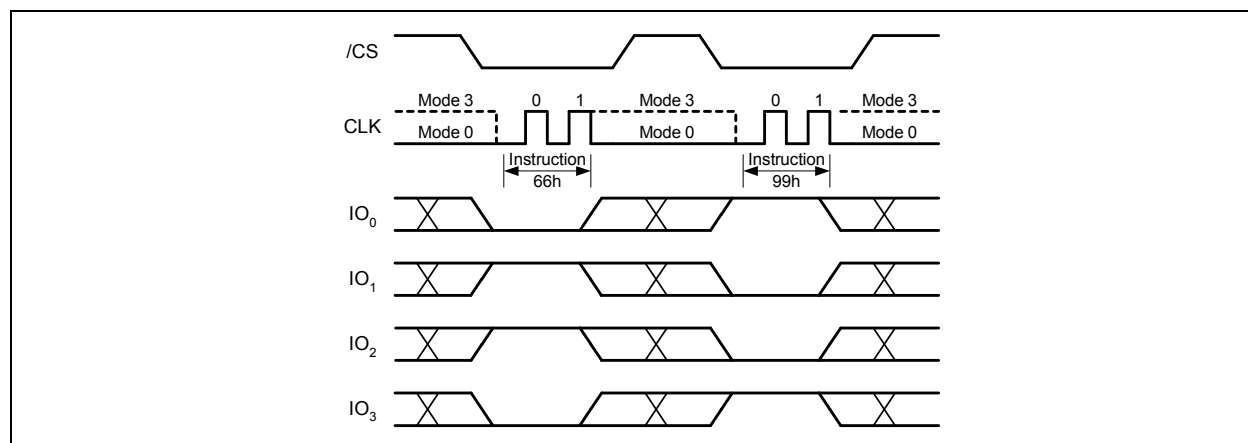 /CS
Mode 3 0 1 Mode 3 0 1 Mode 3
CLK
Mode 0 Mode 0 Mode 0
Instruction Instruction
66h 99h
IO0
IO1
IO2
IO3